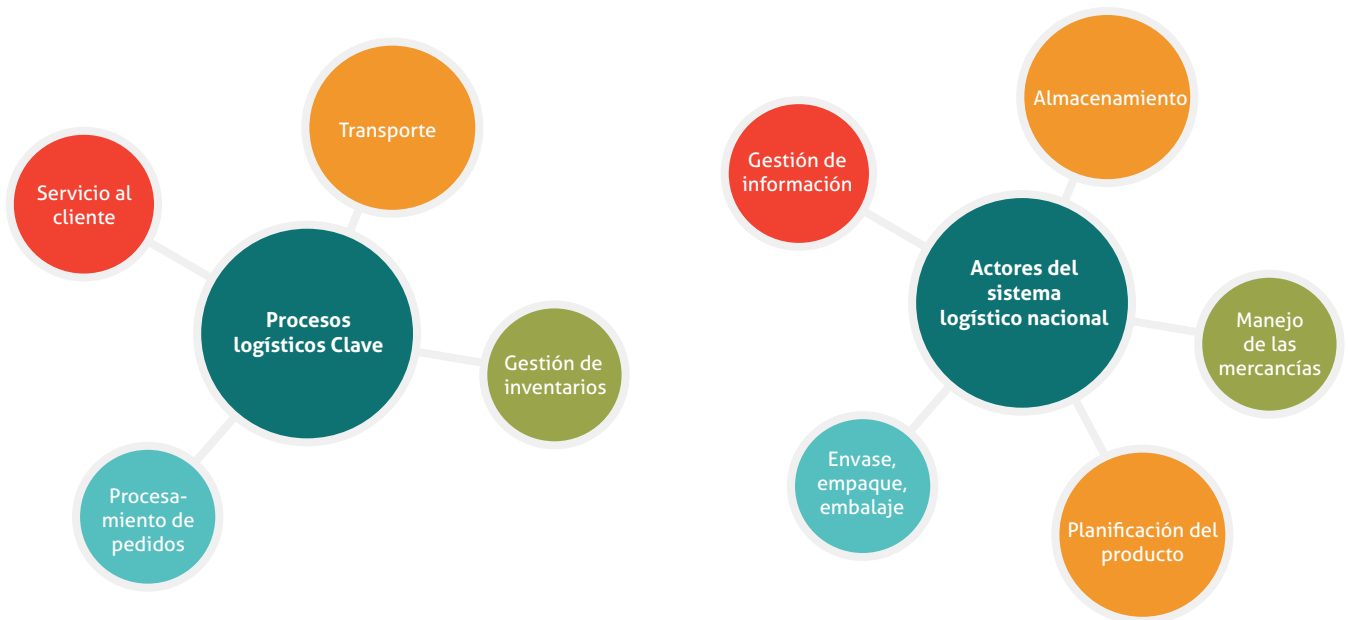 Transporte
Servicio al
cliente
Procesos
logísticos Clave
Gestión de
inventarios
Procesa-
miento de
pedidos
Almacenamiento
Gestión de
información
Actores del
sistema
logístico nacional
Manejo
de las
mercancías
Envase,
empaque,
embalaje
Planificación del
producto